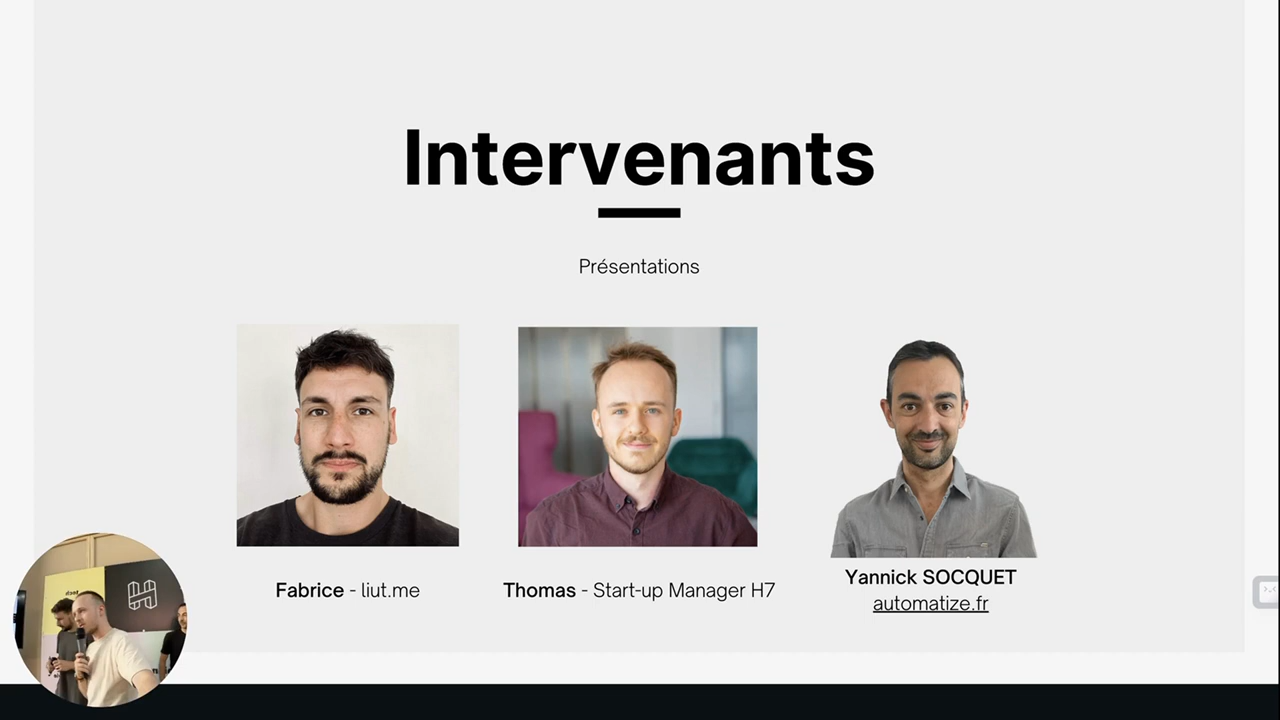 Intervenants
Présentations
Fabrice - liut.me
Thomas - Start-up Manager H7
Yannick SOCQUET
automatize.fr